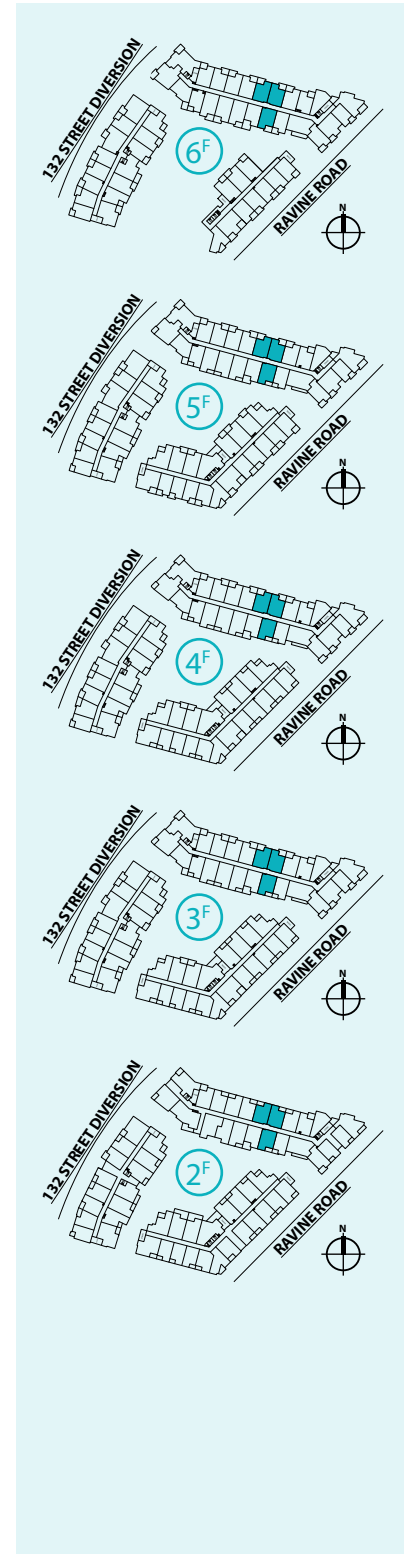 132 STREET DIVERSION
6F
RAVINE ROAD
N
132 STREET DIVERSION
5F
RAVINE ROAD
N
132 STREET DIVERSION
4F
RAVINE ROAD
N
132 STREET DIVERSION
3F
RAVINE ROAD
N
132 STREET DIVERSION
2F
RAVINE ROAD
N